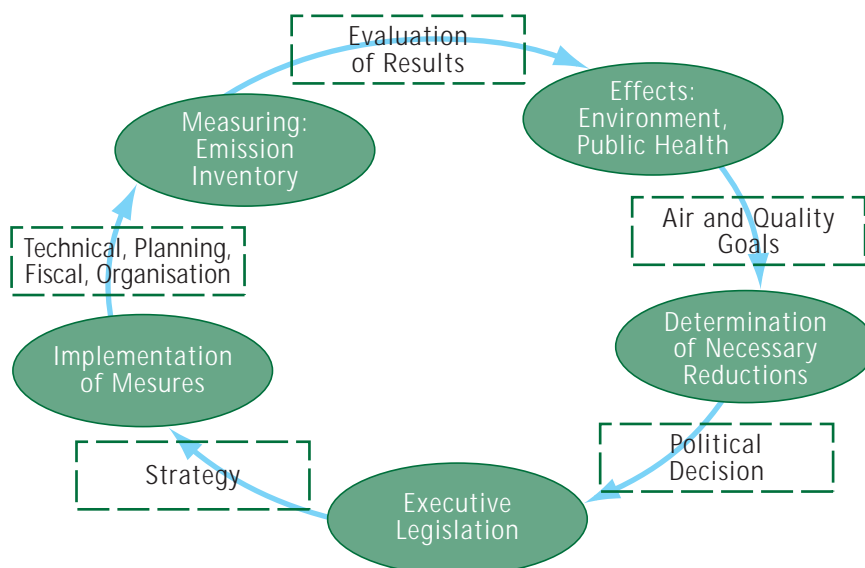 Evaluation
of Results
Effects:
Environment,
Public Health
Air and Quality
Goals
Determination
of Necessary
Reductions
Political
Decision
Executive
Legislation
Strategy
Implementation
of Mesures
Technical, Planning,
Fiscal, Organisation
Measuring:
Emission
Inventory